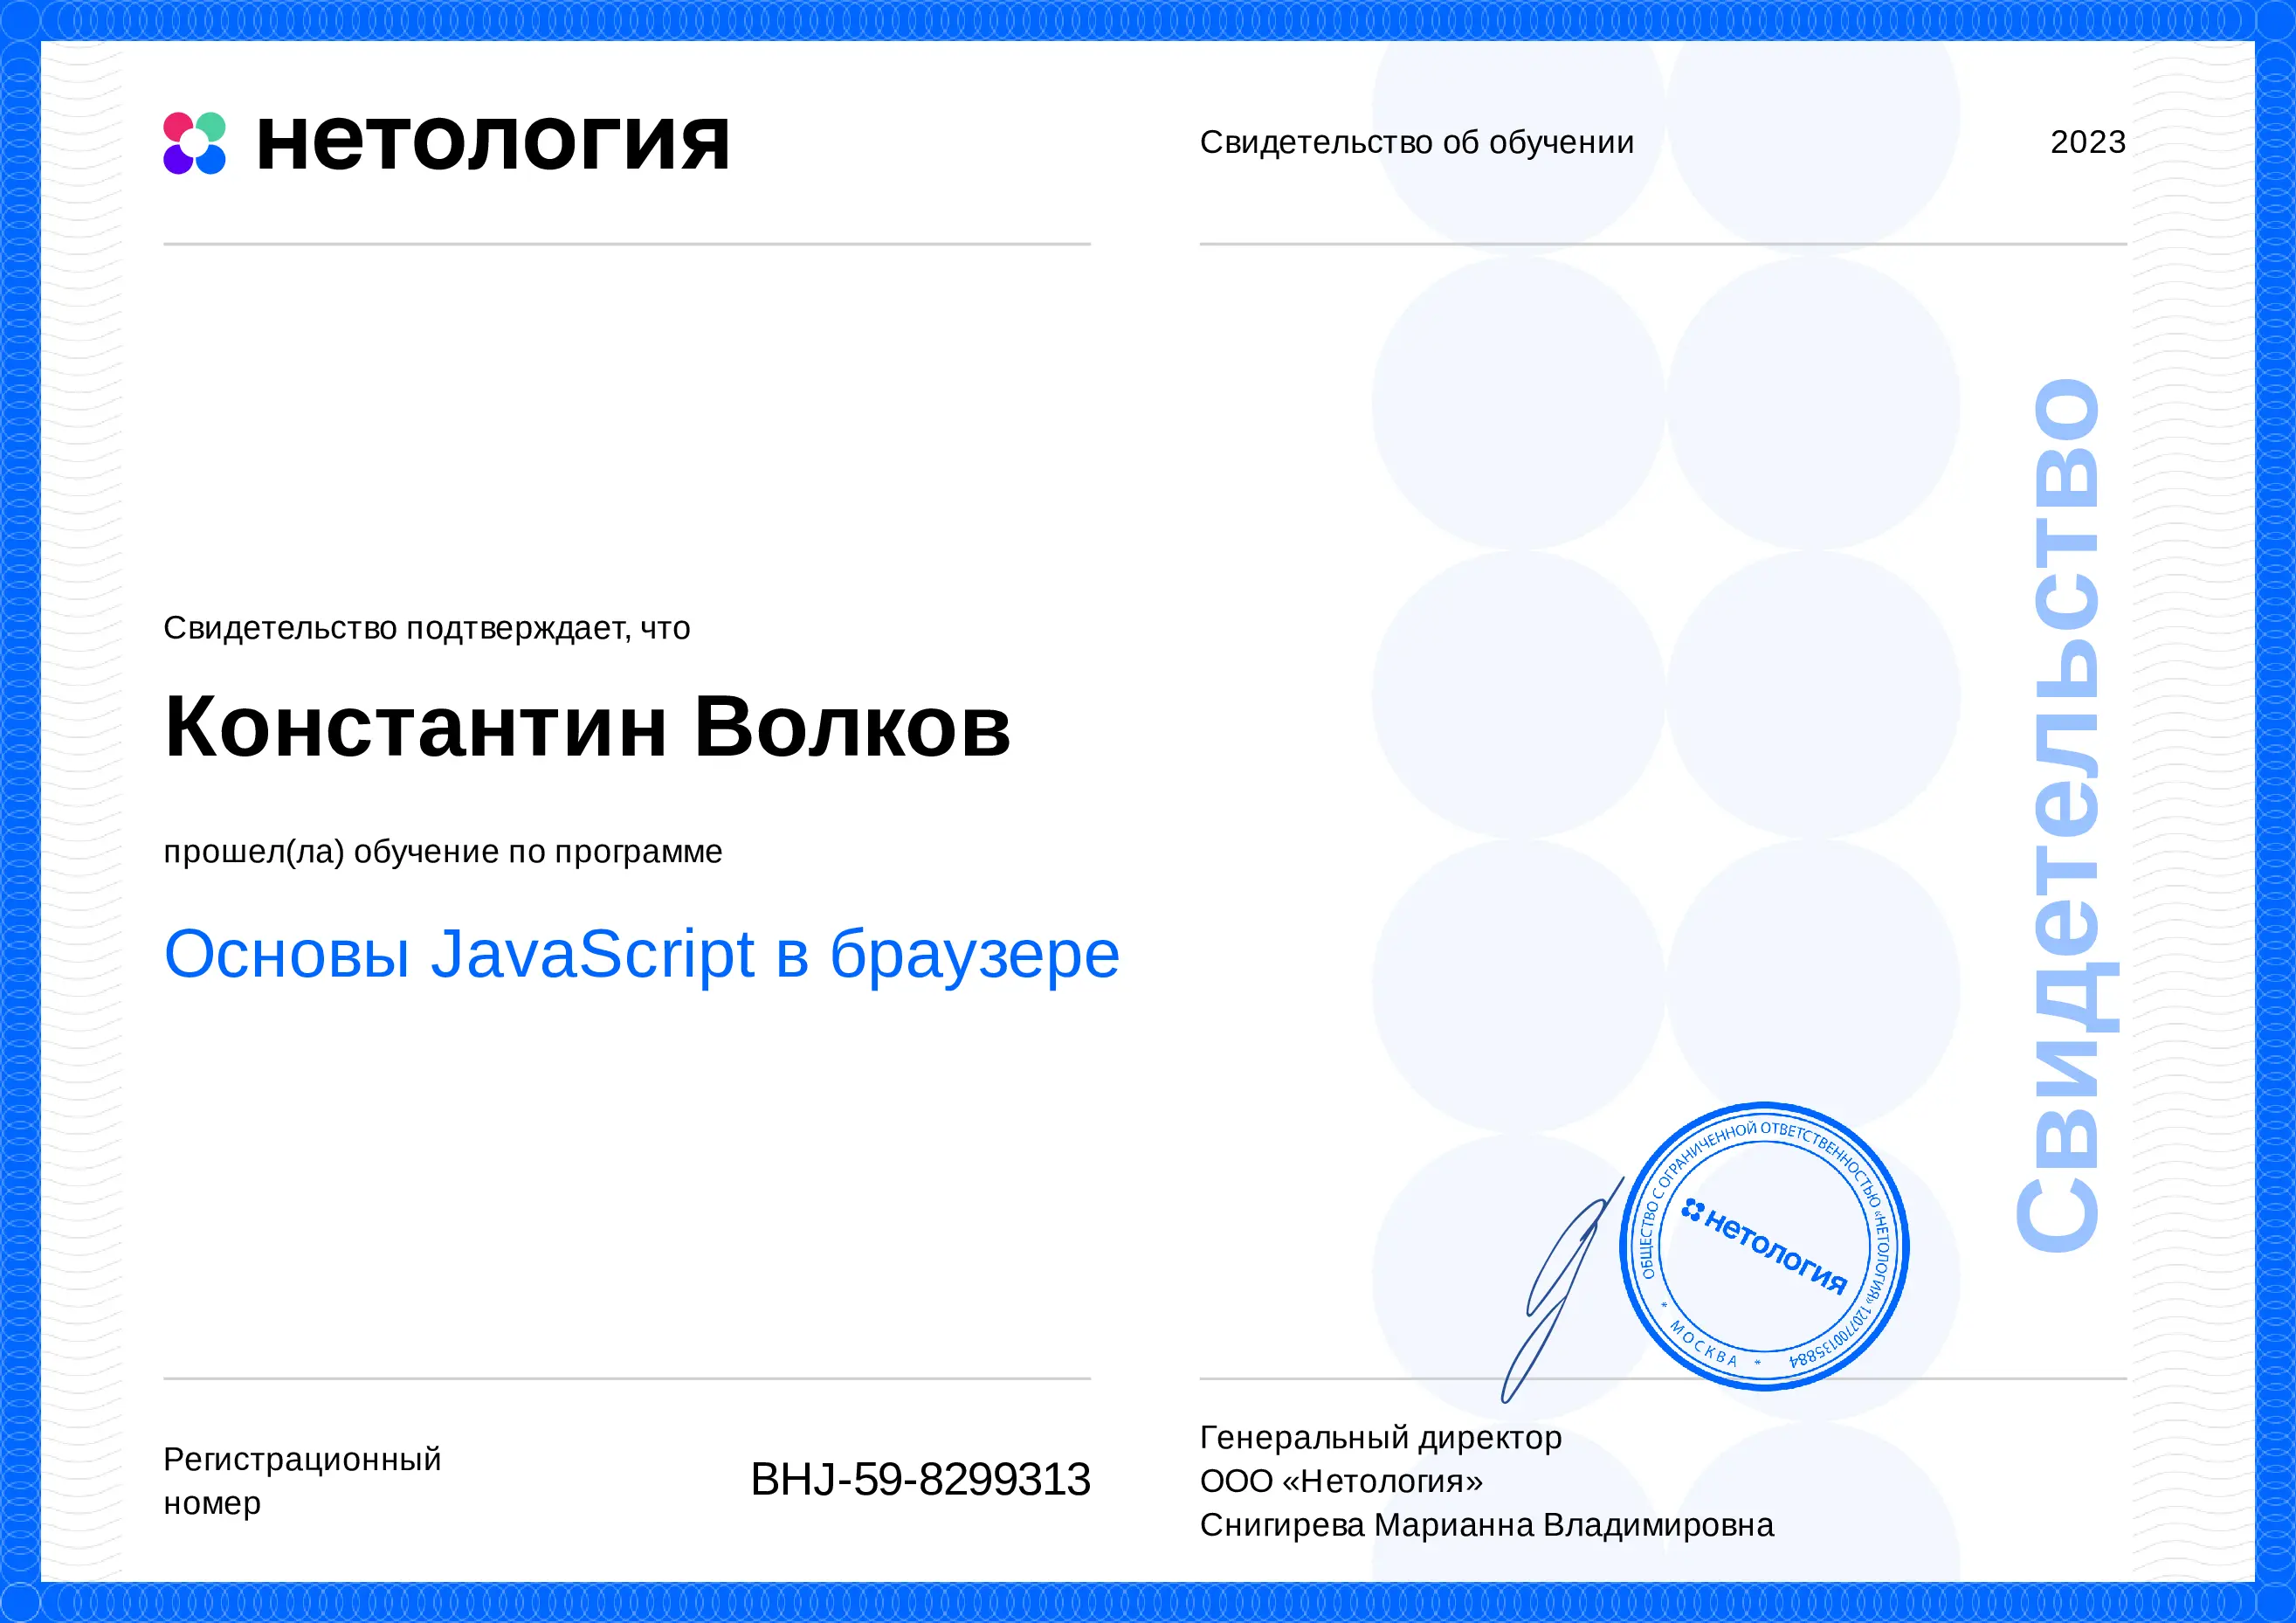 нетология
Свидетельство об обучении
2023
Свидетельство подтверждает, что
Константин Волков
прошел(ла) обучение по программе
Основы JavaScript в браузере
Свидетельство
ОБЩЕСТВО С ОГРАНИЧЕННОЙ ОТВЕТСТВЕННОСТЬЮ «НЕТОЛОГИЯ» 1207700135884
* МОСКВА *
нетология
Регистрационный
номер
BHJ-59-8299313
Генеральный директор
ООО «Нетология»
Снигирева Марианна Владимировна